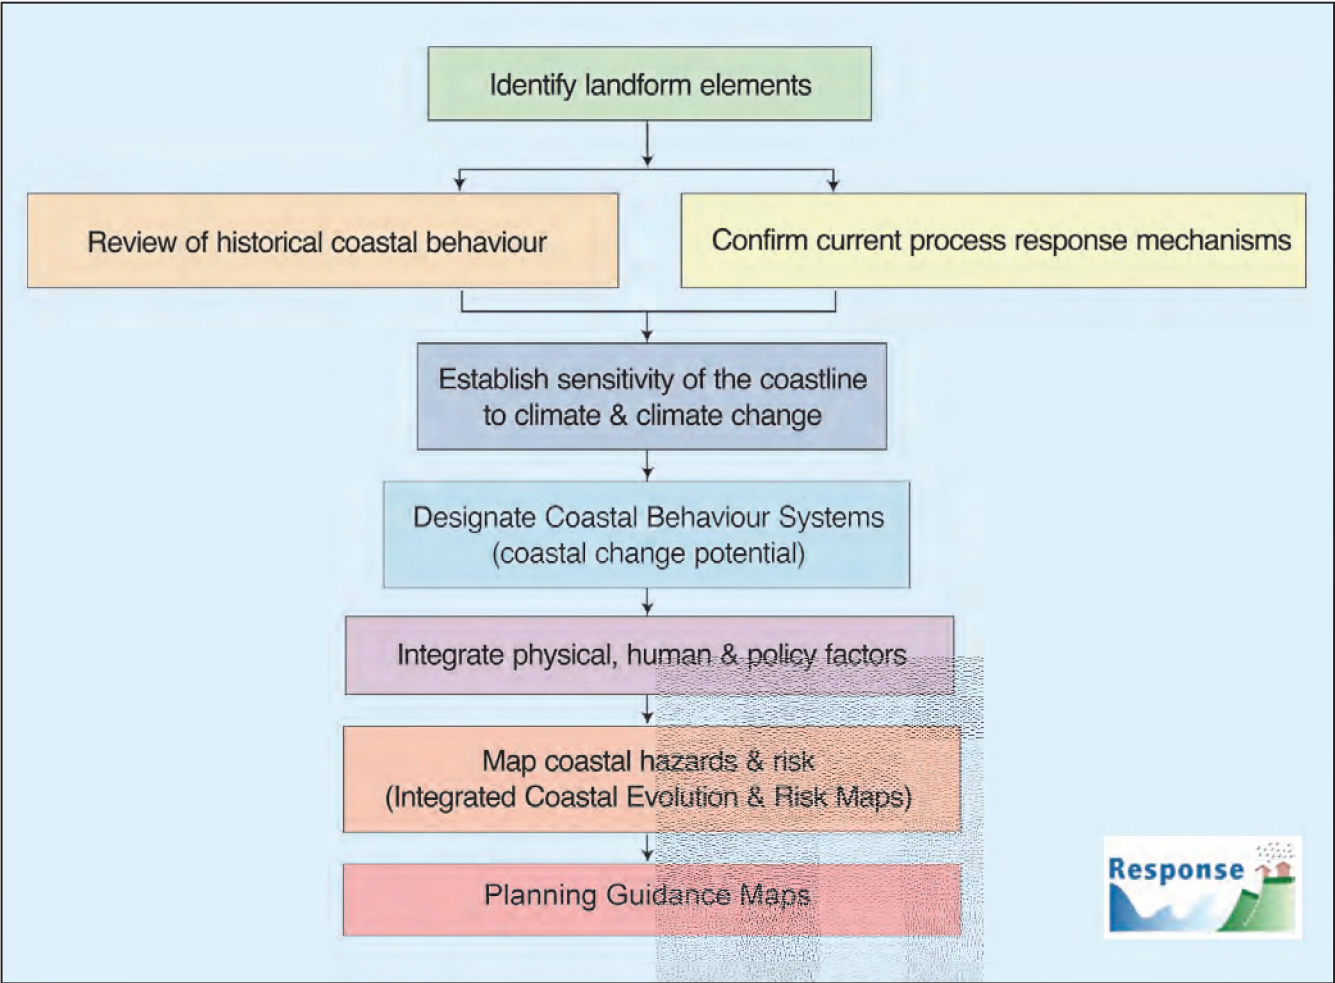 Identify landform elements
Review of historical coastal behaviour
Confirm current process response mechanisms
Establish sensitivity of the coastline
to climate & climate change
Designate Coastal Behaviour Systems
(coastal change potential)
Integrate physical, human & policy factors
Map coastal hazards & risk
(Integrated Coastal Evolution & Risk Maps)
Planning Guidance Maps
Response